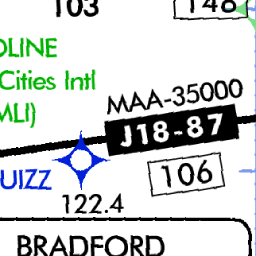 103
148
OLINE
Cities Intl
MLI)
MAA-35000
J18-87
106
UIZZ
122.4
BRADFORD